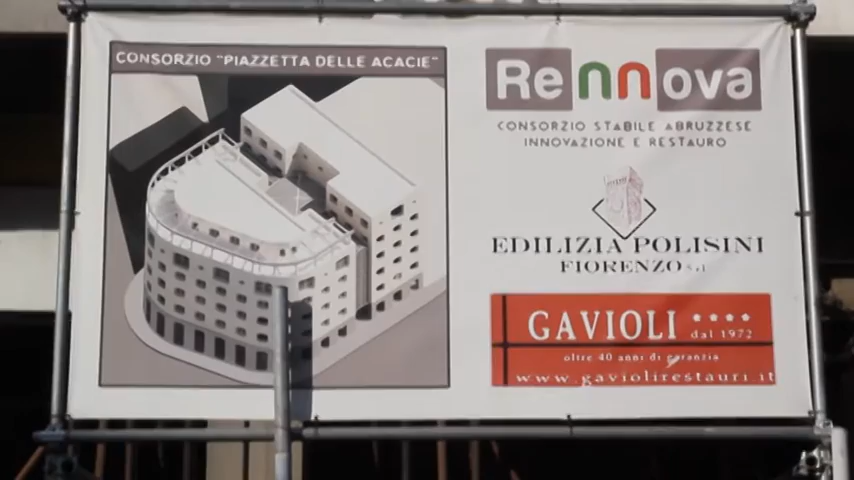 CONSORZIO "PIAZZETTA DELLE ACACIE"
Rennova
CONSORZIO STABILE ABRUZZESE
INNOVAZIONE E RESTAURO
EDILIZIA POLISINI
FIORENZO s.r.l
GAVIOLI
dal 1972
oltre 40 anni di garanzia
www.gaviolirestauri.it